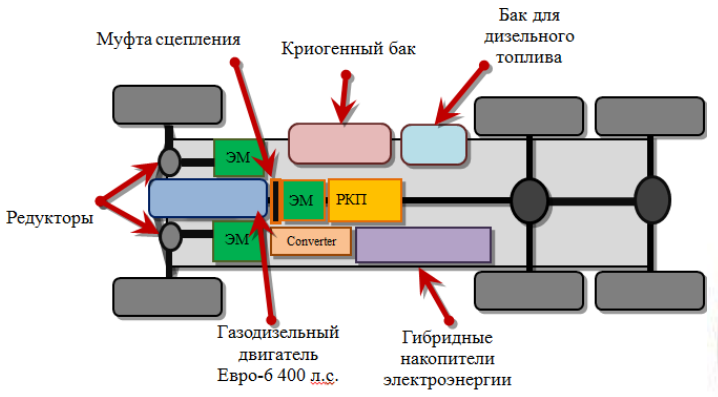 Муфта сцепления
Криогенный бак
Бак для
дизельного
топлива
ЭМ
ЭМ
РКП
Редукторы
ЭМ
Converter
Газодизельный
двигатель
Евро-6 400 л.с.
Гибридные
накопители
электроэнергии